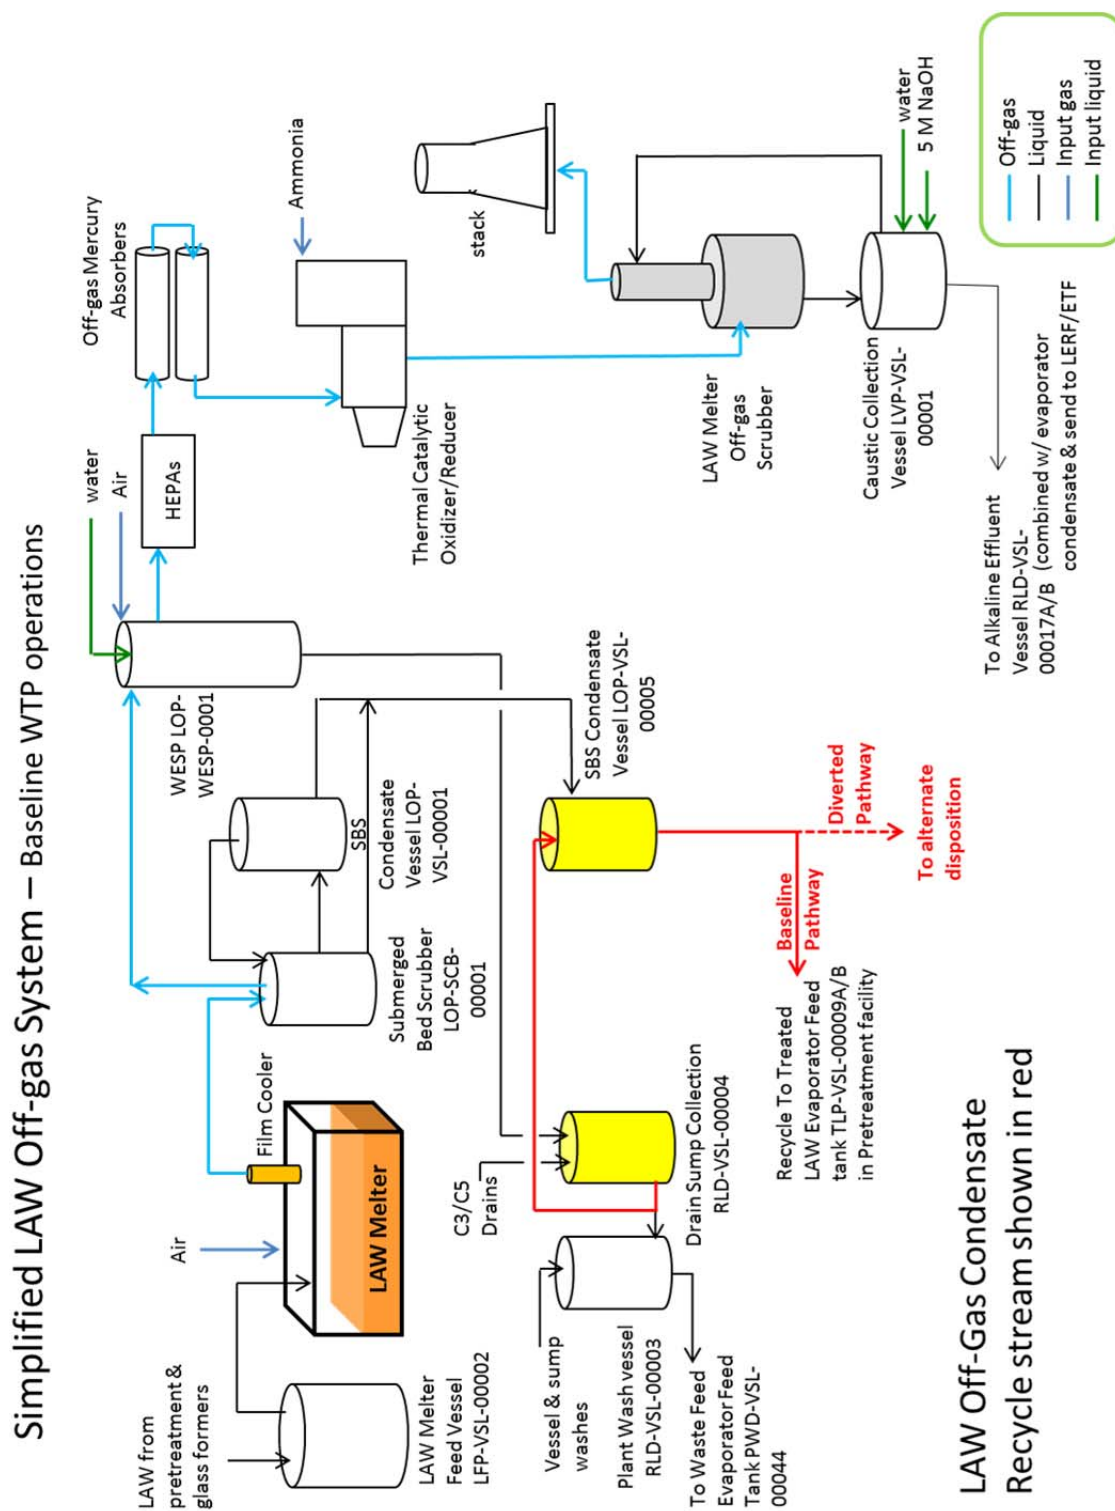 Simplified LAW Off-gas System – Baseline WTP operations
LAW from
pretreatment &
glass formers
LAW Melter
Feed Vessel
LFP-VSL-00002
Air
LAW Melter
Film Cooler
Submerged
Bed Scrubber
LOP-SCB-
00001
SBS
Condensate
Vessel LOP-
VSL-00001
WESP LOP-
WESP-0001
water
Air
HEPAs
Off-gas Mercury
Absorbers
Ammonia
Thermal Catalytic
Oxidizer/Reducer
stack
LAW Melter
Off-gas
Scrubber
Caustic Collection
Vessel LVP-VSL-
00001
water
5 M NaOH
To Alkaline Effluent
Vessel RLD-VSL-
00017A/B (combined w/ evaporator
condensate & send to LERF/ETF
Vessel & sump
washes
Plant Wash vessel
RLD-VSL-00003
To Waste Feed
Evaporator Feed
Tank PWD-VSL-
00044
C3/C5
Drains
Drain Sump Collection
RLD-VSL-00004
SBS Condensate
Vessel LOP-VSL-
00005
Baseline
Pathway
Diverted
Pathway
To alternate
disposition
Recycle To Treated
LAW Evaporator Feed
tank TLP-VSL-00009A/B
in Pretreatment facility
LAW Off-Gas Condensate
Recycle stream shown in red
Off-gas
Liquid
Input gas
Input liquid